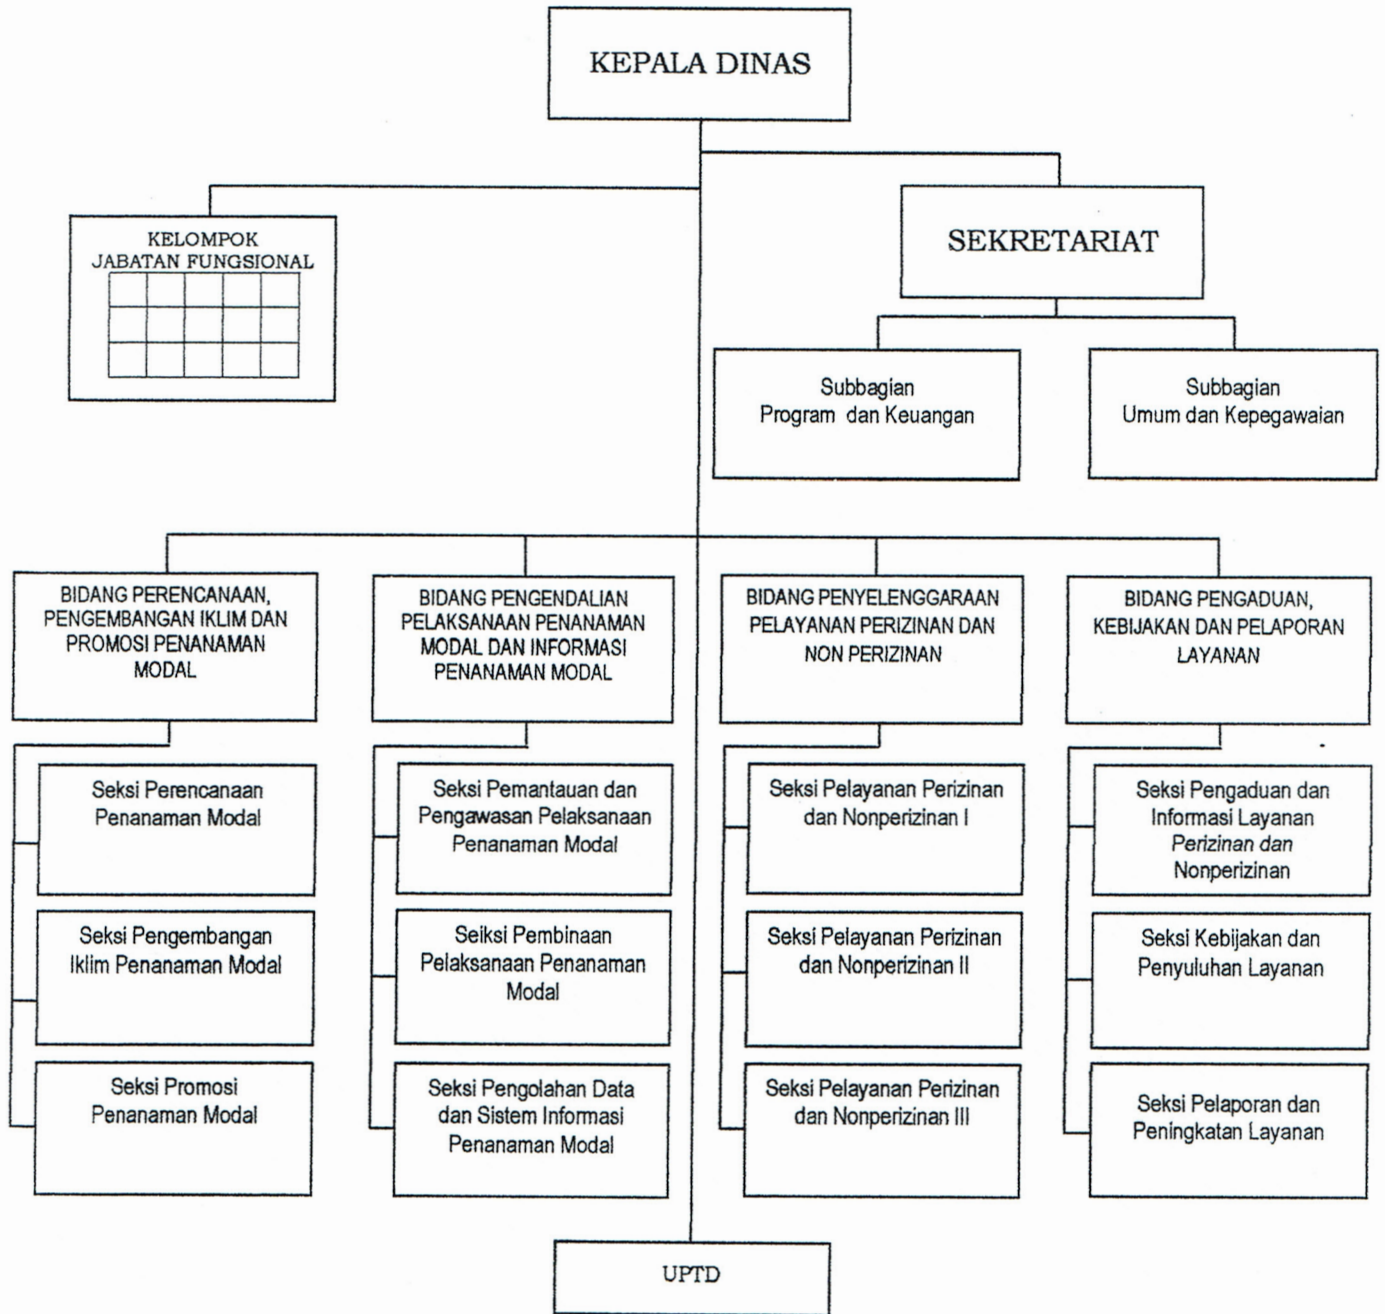 KEPALA DINAS
KELOMPOK
JABATAN FUNGSIONAL
SEKRETARIAT
Subbagian
Program dan Keuangan
Subbagian
Umum dan Kepegawaian
BIDANG PERENCANAAN,
PENGEMBANGAN IKLIM DAN
PROMOSI PENANAMAN
MODAL
BIDANG PENGENDALIAN
PELAKSANAAN PENANAMAN
MODAL DAN INFORMASI
PENANAMAN MODAL
BIDANG PENYELENGGARAAN
PELAYANAN PERIZINAN DAN
NON PERIZINAN
BIDANG PENGADUAN,
KEBIJAKAN DAN PELAPORAN
LAYANAN
Seksi Perencanaan
Penanaman Modal
Seksi Pemantauan dan
Pengawasan Pelaksanaan
Penanaman Modal
Seksi Pelayanan Perizinan
dan Nonperizinan I
Seksi Pengaduan dan
Informasi Layanan
Perizinan dan
Nonperizinan
Seksi Pengembangan
Iklim Penanaman Modal
Seiksi Pembinaan
Pelaksanaan Penanaman
Modal
Seksi Pelayanan Perizinan
dan Nonperizinan II
Seksi Kebijakan dan
Penyuluhan Layanan
Seksi Promosi
Penanaman Modal
Seksi Pengolahan Data
dan Sistem Informasi
Penanaman Modal
Seksi Pelayanan Perizinan
dan Nonperizinan III
Seksi Pelaporan dan
Peningkatan Layanan
UPTD